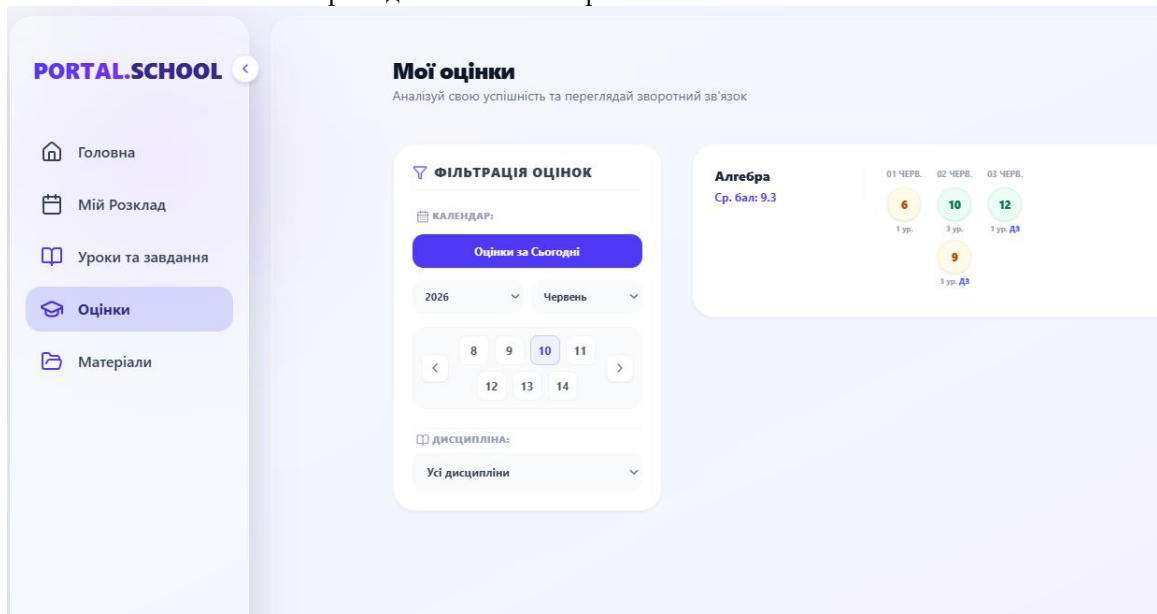 PORTAL.SCHOOL
Головна
Мій Розклад
Уроки та завдання
Оцінки
Матеріали
Мої оцінки
Аналізуй свою успішність та переглядай зворотний зв'язок
ФІЛЬТРАЦІЯ ОЦІНОК
КАЛЕНДАР:
Оцінки за Сьогодні
2026 Червень
8 9 10 11
12 13 14
ДИСЦИПЛІНА:
Усі дисципліни
Алгебра
Ср. бал: 9.3
01 ЧЕРВ. 02 ЧЕРВ. 03 ЧЕРВ.
6 10 12
1 ур. 3 ур. 1 ур. ДЗ
9
3 ур. ДЗ